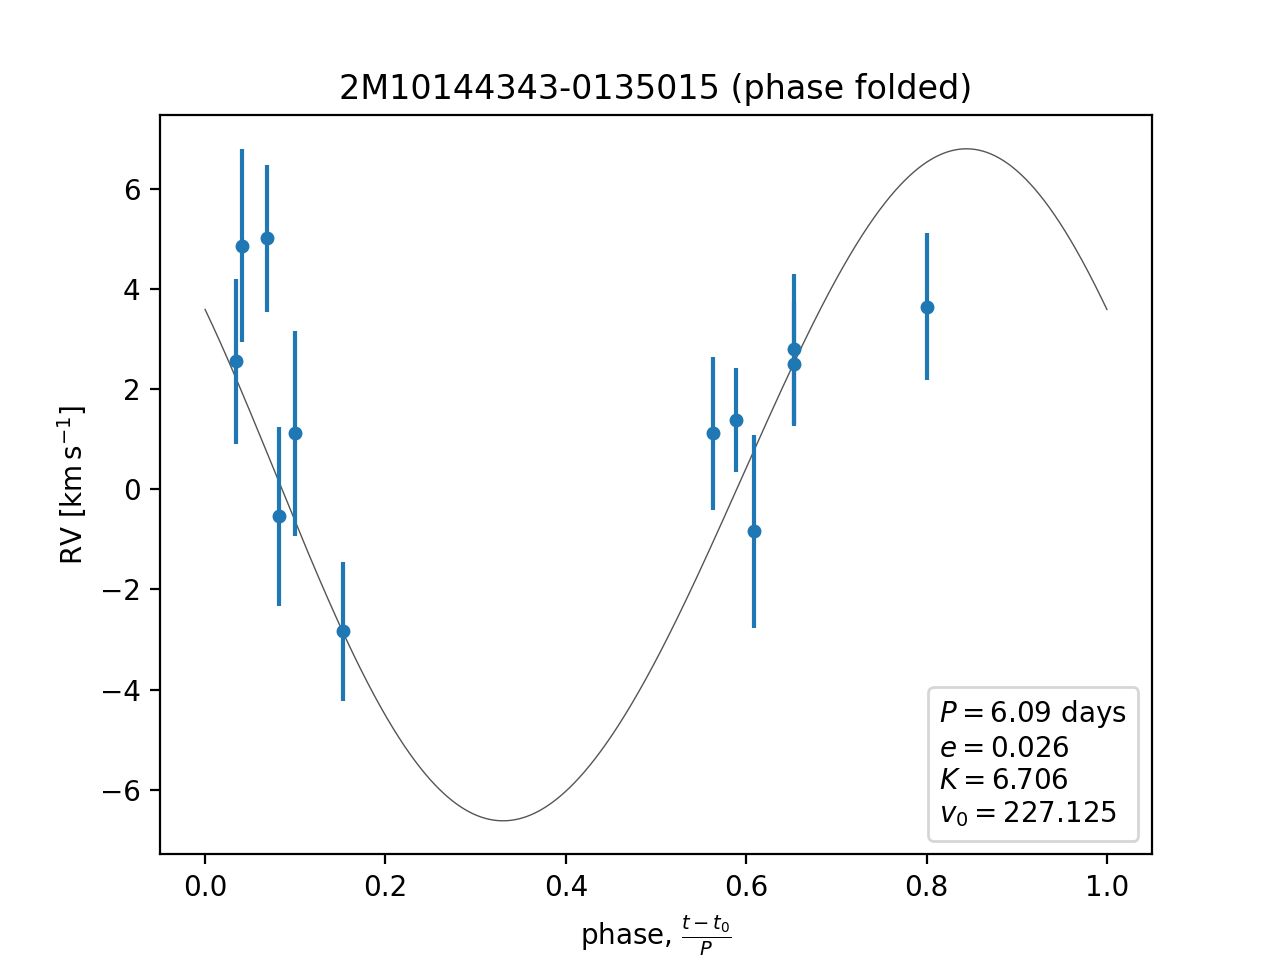 2M10144343-0135015 (phase folded)
RV [km s⁻¹]
6
4
2
0
−2
−4
−6
P = 6.09 days
e = 0.026
K = 6.706
v₀ = 227.125
0.0 0.2 0.4 0.6 0.8 1.0
phase, (t − t₀)/P